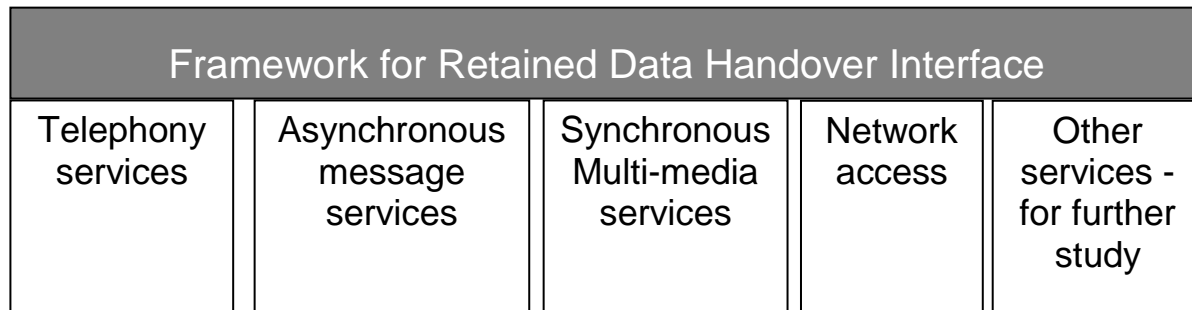 Framework for Retained Data Handover Interface
Telephony
services
Asynchronous
message
services
Synchronous
Multi-media
services
Network
access
Other
services -
for further
study